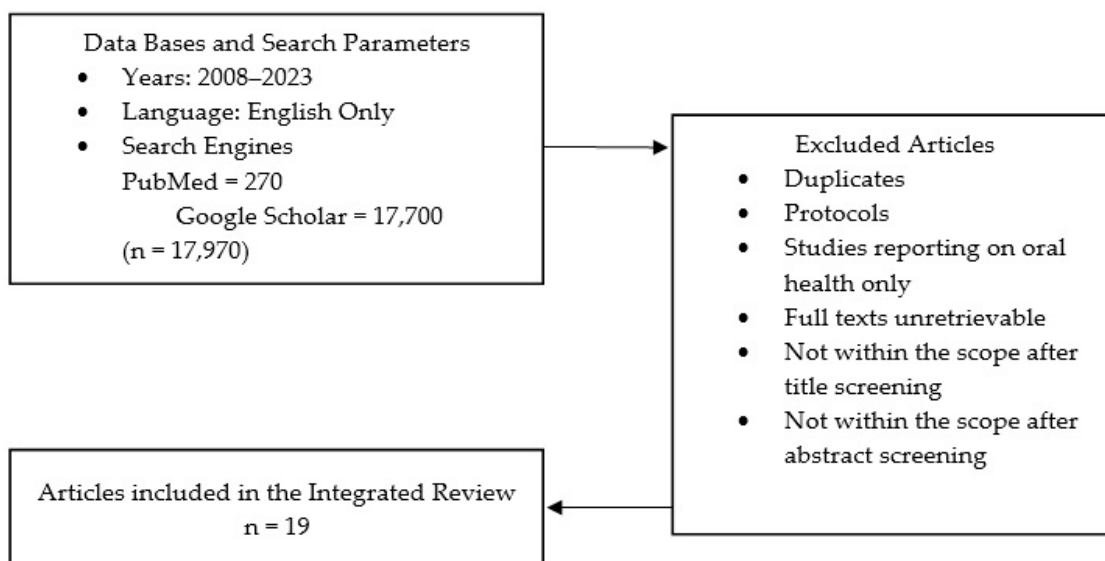 Data Bases and Search Parameters
• Years: 2008–2023
• Language: English Only
• Search Engines
PubMed = 270
Google Scholar = 17,700
(n = 17,970)
Excluded Articles
• Duplicates
• Protocols
• Studies reporting on oral
health only
• Full texts unretrievable
• Not within the scope after
title screening
• Not within the scope after
abstract screening
Articles included in the Integrated Review
n = 19